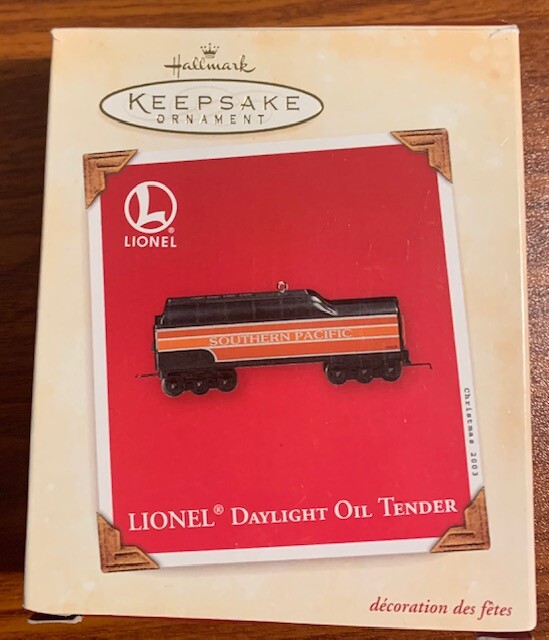 Hallmark
KEEPSAKE
ORNAMENT
L
®
LIONEL
SOUTHERN PACIFIC
Christmas 2003
LIONEL® DAYLIGHT OIL TENDER
décoration des fêtes